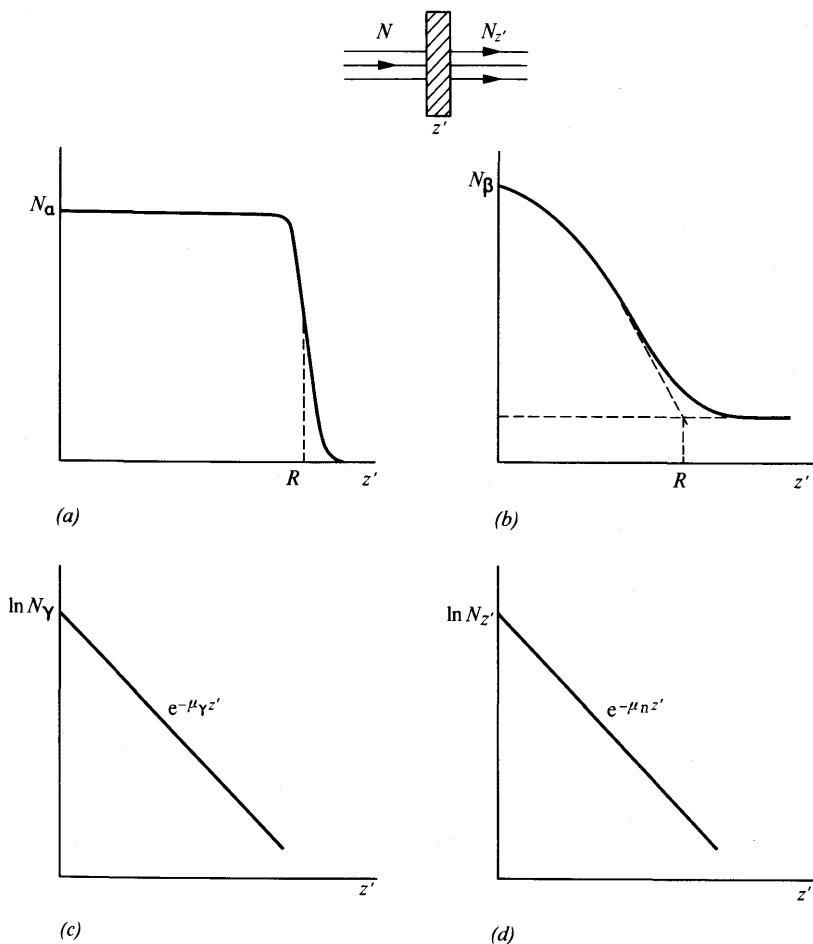 N N_{z'}
z'
N_α
R z'
(a)
N_β
R z'
(b)
ln N_γ
e^{-μ_γ z'}
z'
(c)
ln N_{z'}
e^{-μ_n z'}
z'
(d)